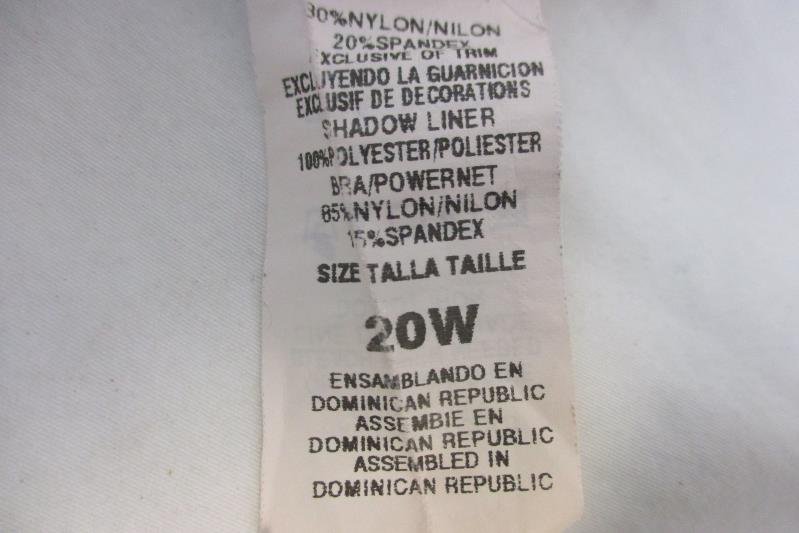 80%NYLON/NILON
20%SPANDEX
EXCLUSIVE OF TRIM
EXCLUYENDO LA GUARNICION
EXCLUSIF DE DECORATIONS
SHADOW LINER
100%POLYESTER/POLIESTER
BRA/POWERNET
85%NYLON/NILON
15%SPANDEX
SIZE TALLA TAILLE
20W
ENSAMBLANDO EN
DOMINICAN REPUBLIC
ASSEMBIE EN
DOMINICAN REPUBLIC
ASSEMBLED IN
DOMINICAN REPUBLIC